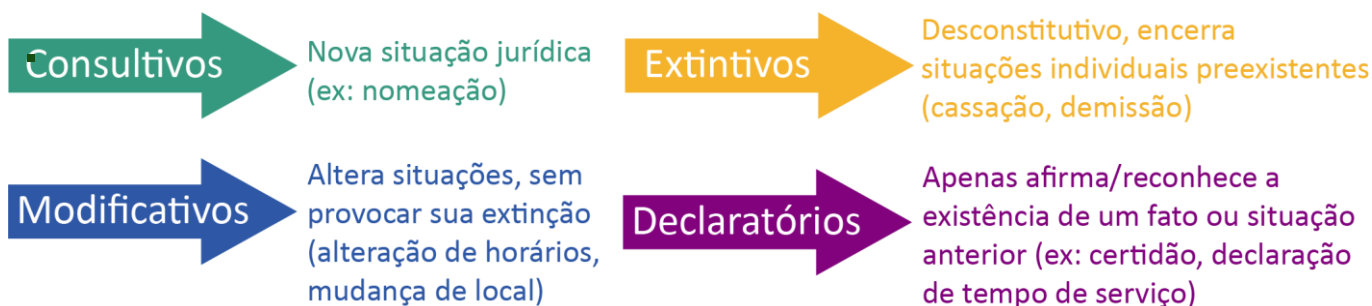 Consultivos
Nova situação jurídica
(ex: nomeação)
Extintivos
Desconstitutivo, encerra
situações individuais preexistentes
(cassação, demissão)
Modificativos
Altera situações, sem
provocar sua extinção
(alteração de horários,
mudança de local)
Declaratórios
Apenas afirma/reconhece a
existência de um fato ou situação
anterior (ex: certidão, declaração
de tempo de serviço)